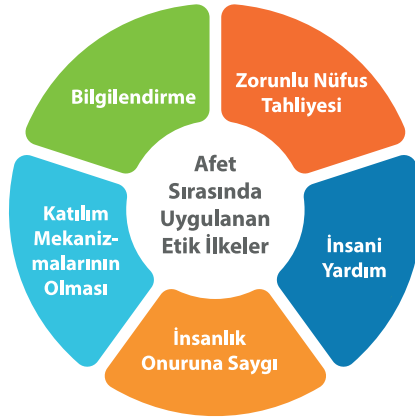 Afet
Sırasında
Uygulanan
Etik İlkeler
Zorunlu Nüfus
Tahliyesi
İnsani
Yardım
İnsanlık
Onuruna Saygı
Katılım
Mekaniz-
malarının
Olması
Bilgilendirme